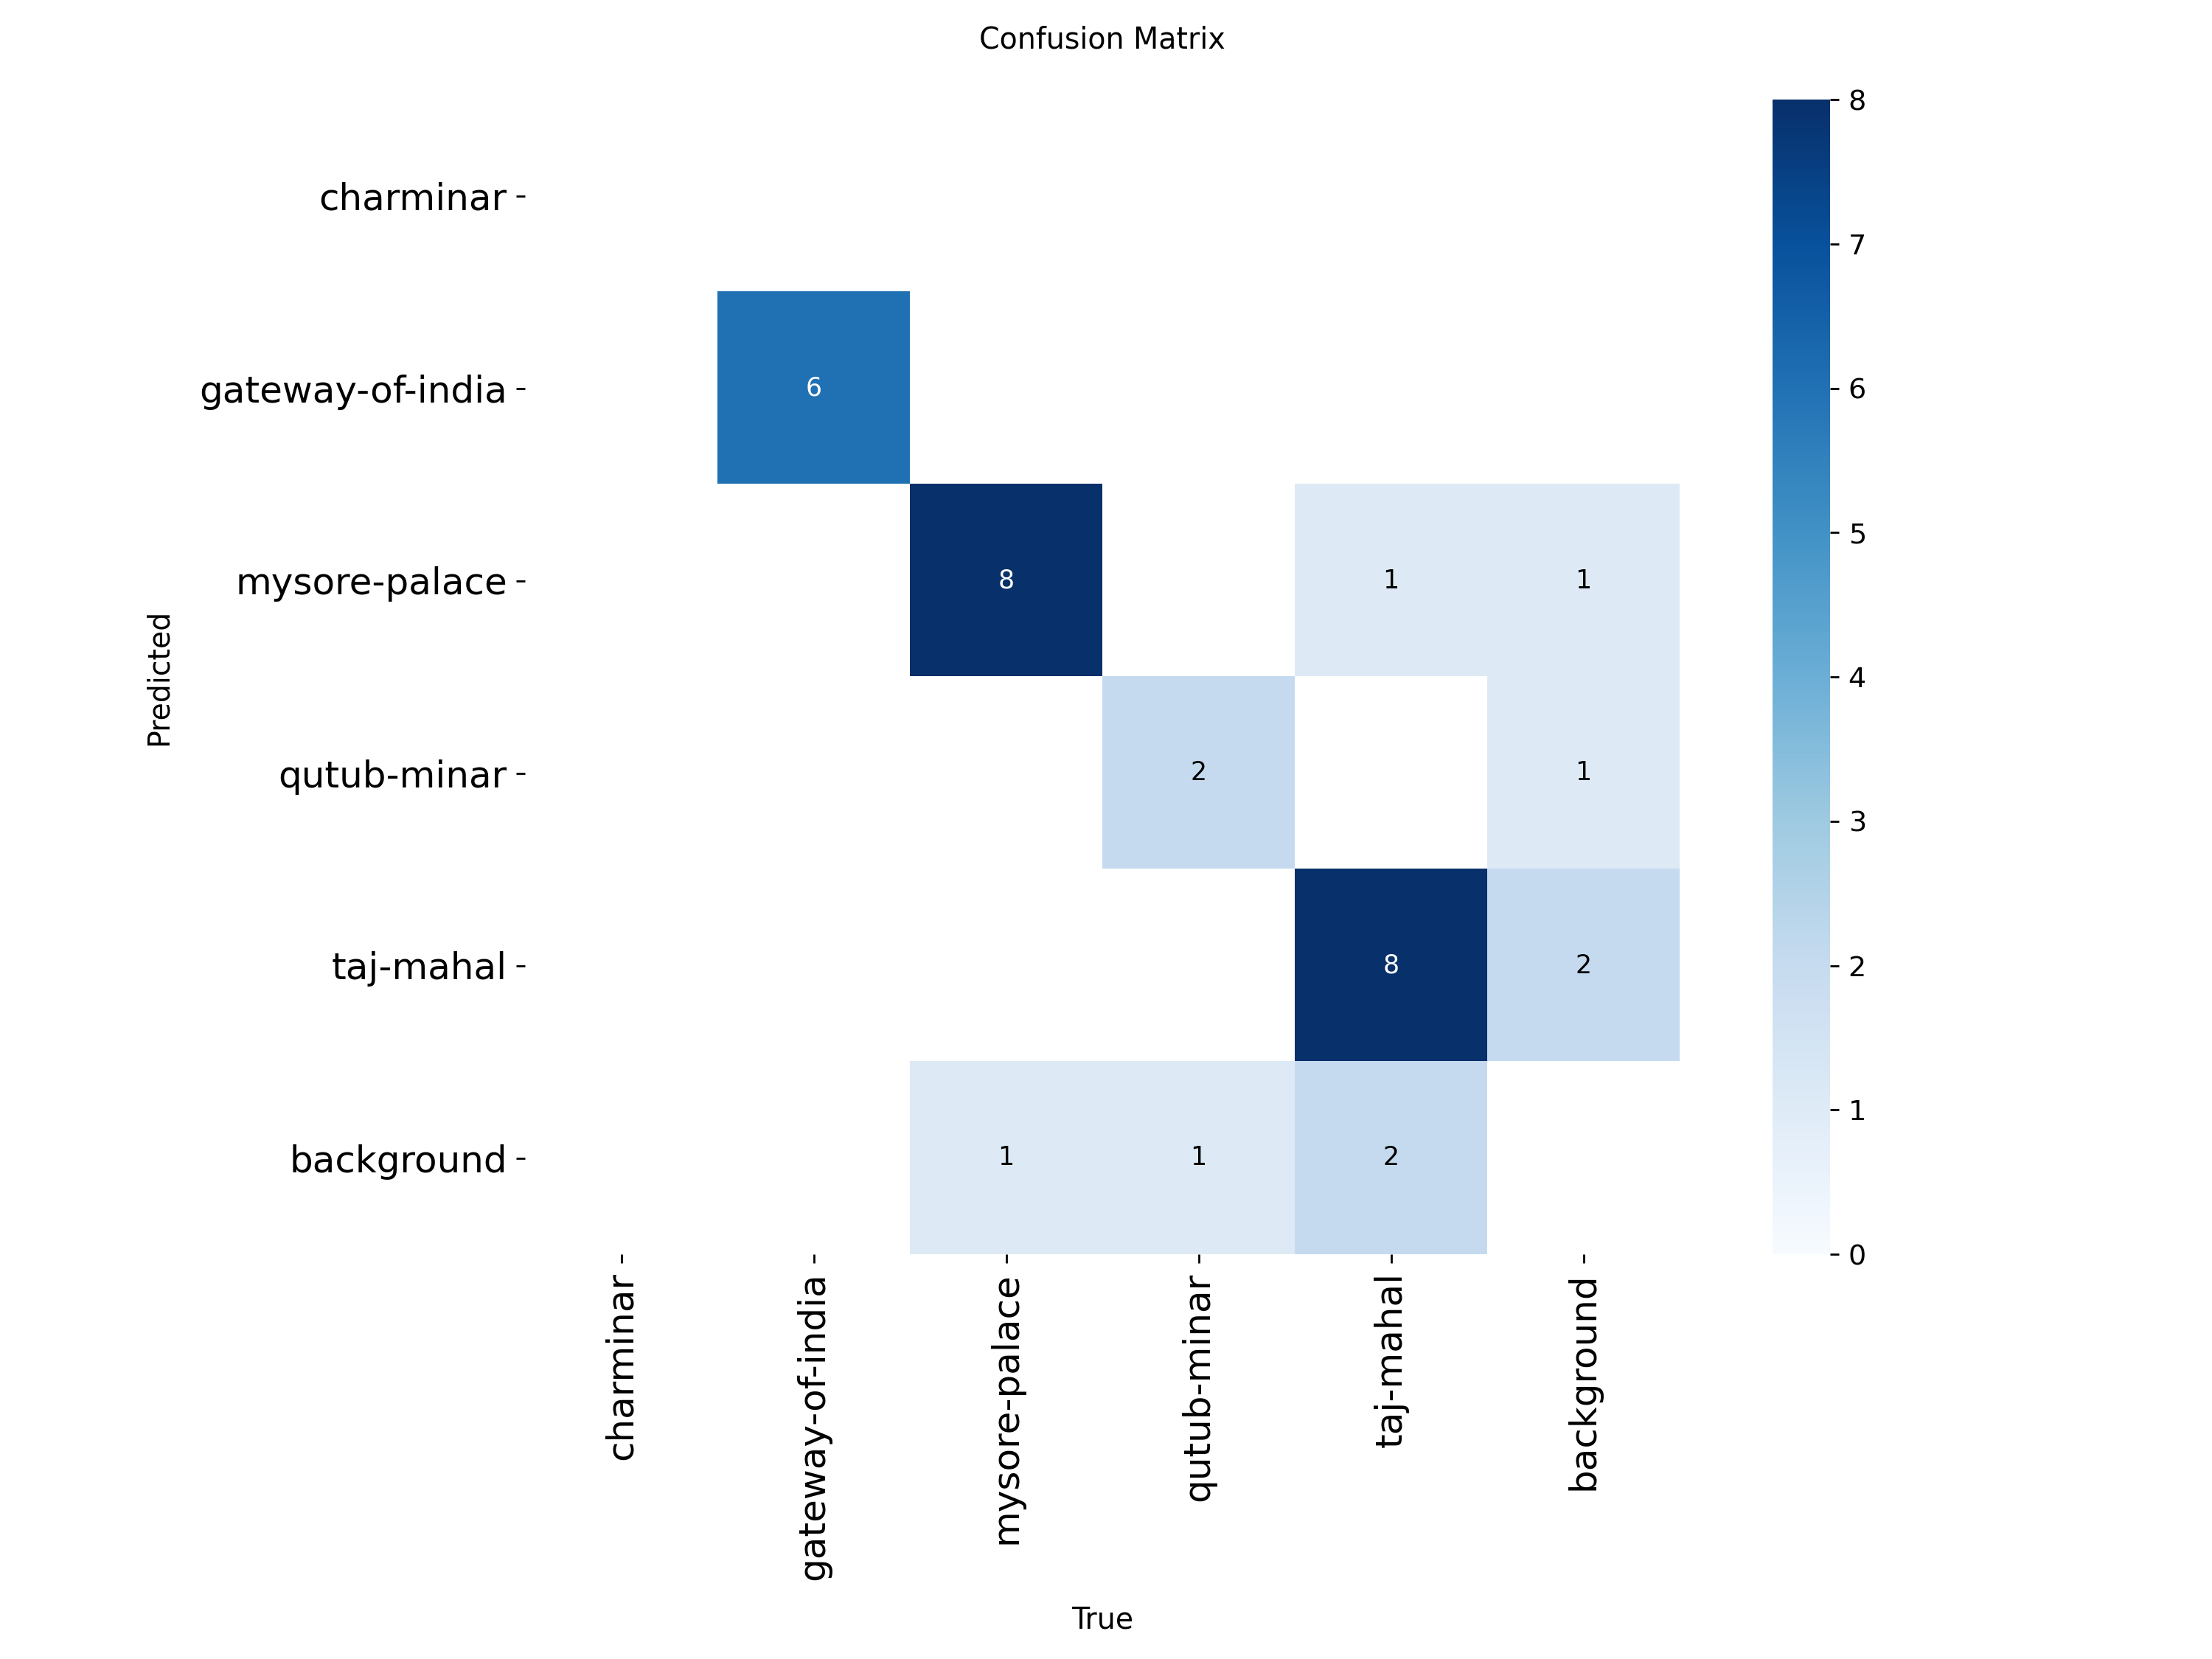 Confusion Matrix
charminar
gateway-of-india
mysore-palace
qutub-minar
taj-mahal
background
Predicted
6
8 1 1
2 1
8 2
1 1 2
charminar
gateway-of-india
mysore-palace
qutub-minar
taj-mahal
background
True
8
7
6
5
4
3
2
1
0